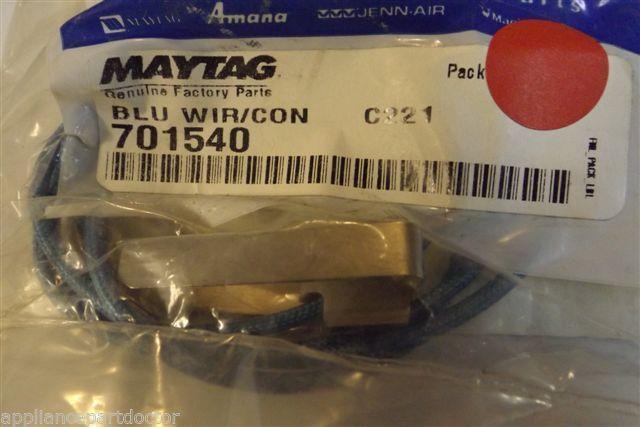 MAYTAG Amana JENN-AIR
MAYTAG Pack
Genuine Factory Parts
BLU WIR/CON C221
701540
appliancepartdoctor